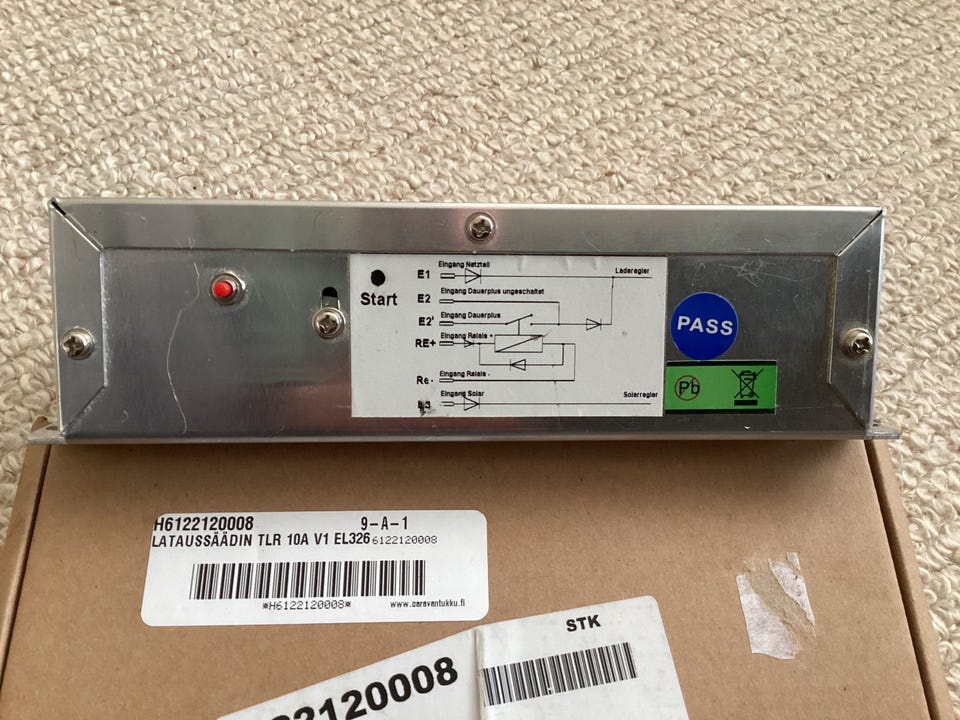 Start
E1 Eingang Netzteil Laderegler
E2 Eingang Dauerplus ungeschaltet
E2' Eingang Dauerplus
RE+ Eingang Relais +
Re- Eingang Relais -
Eingang Solar Solarregler
PASS
Pb
H6122120008 9-A-1
LATAUSSÄÄDIN TLR 10A V1 EL326 6122120008
*H6122120008* www.caravantukku.fi
STK
22120008